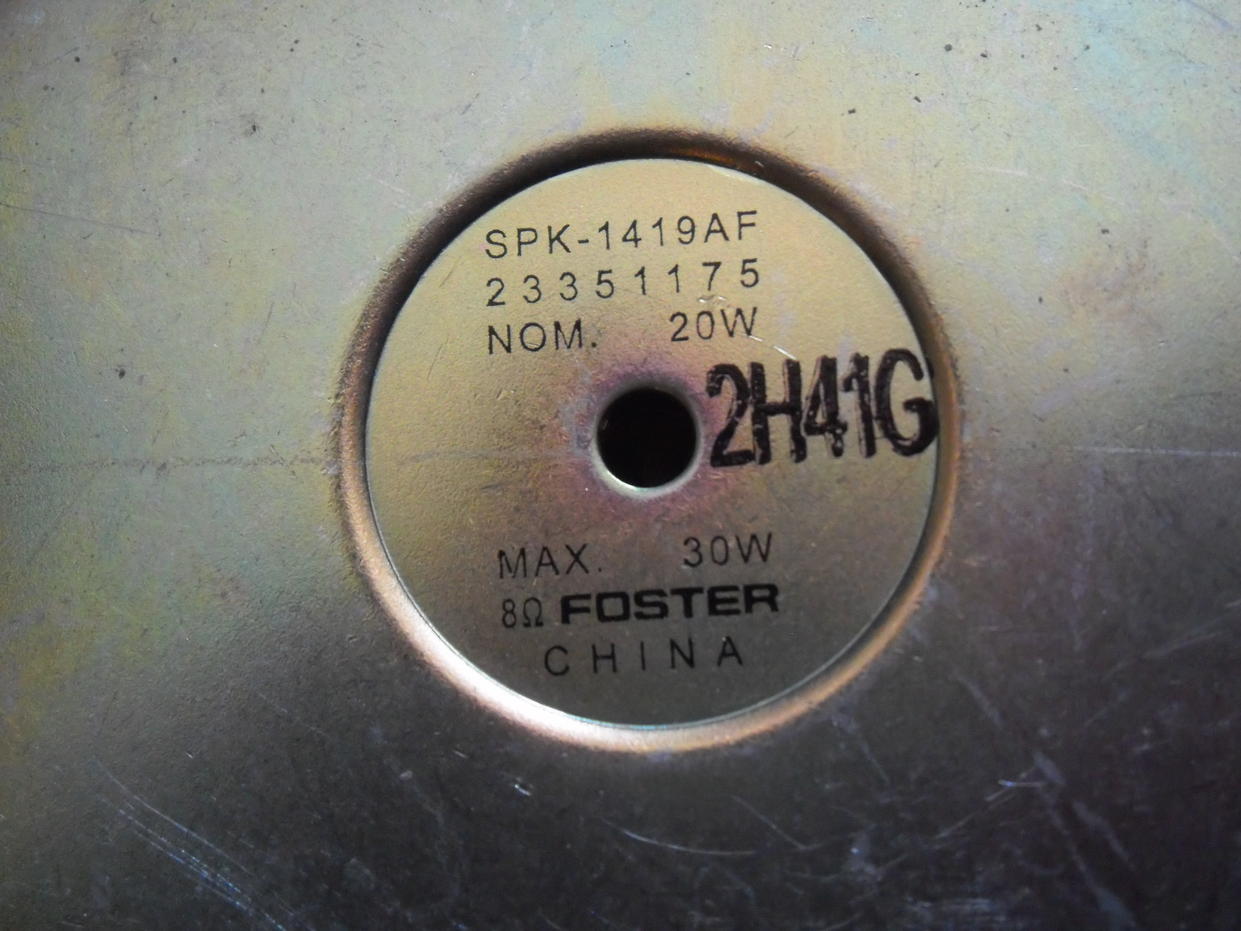 SPK-1419AF
23351175
NOM. 20W
2H41G
MAX. 30W
8Ω FOSTER
CHINA